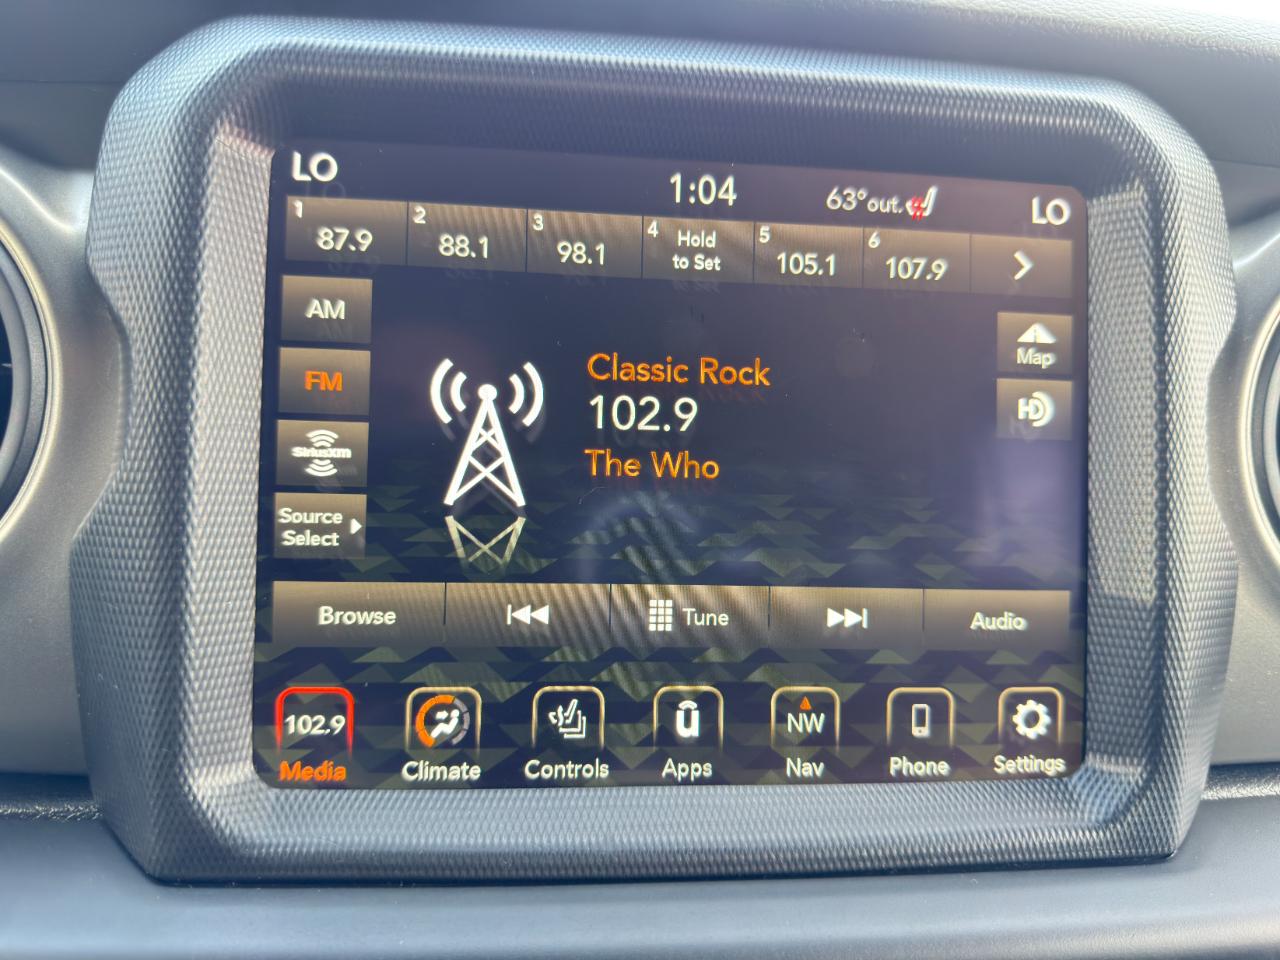 LO
1:04
63° out.
LO
1
87.9
2
88.1
3
98.1
4
Hold
to Set
5
105.1
6
107.9
AM
FM
SiriusXM
Source
Select
Classic Rock
102.9
The Who
Map
HD
Browse
Tune
Audio
102.9
Media
Climate
Controls
u
Apps
NW
Nav
Phone
Settings